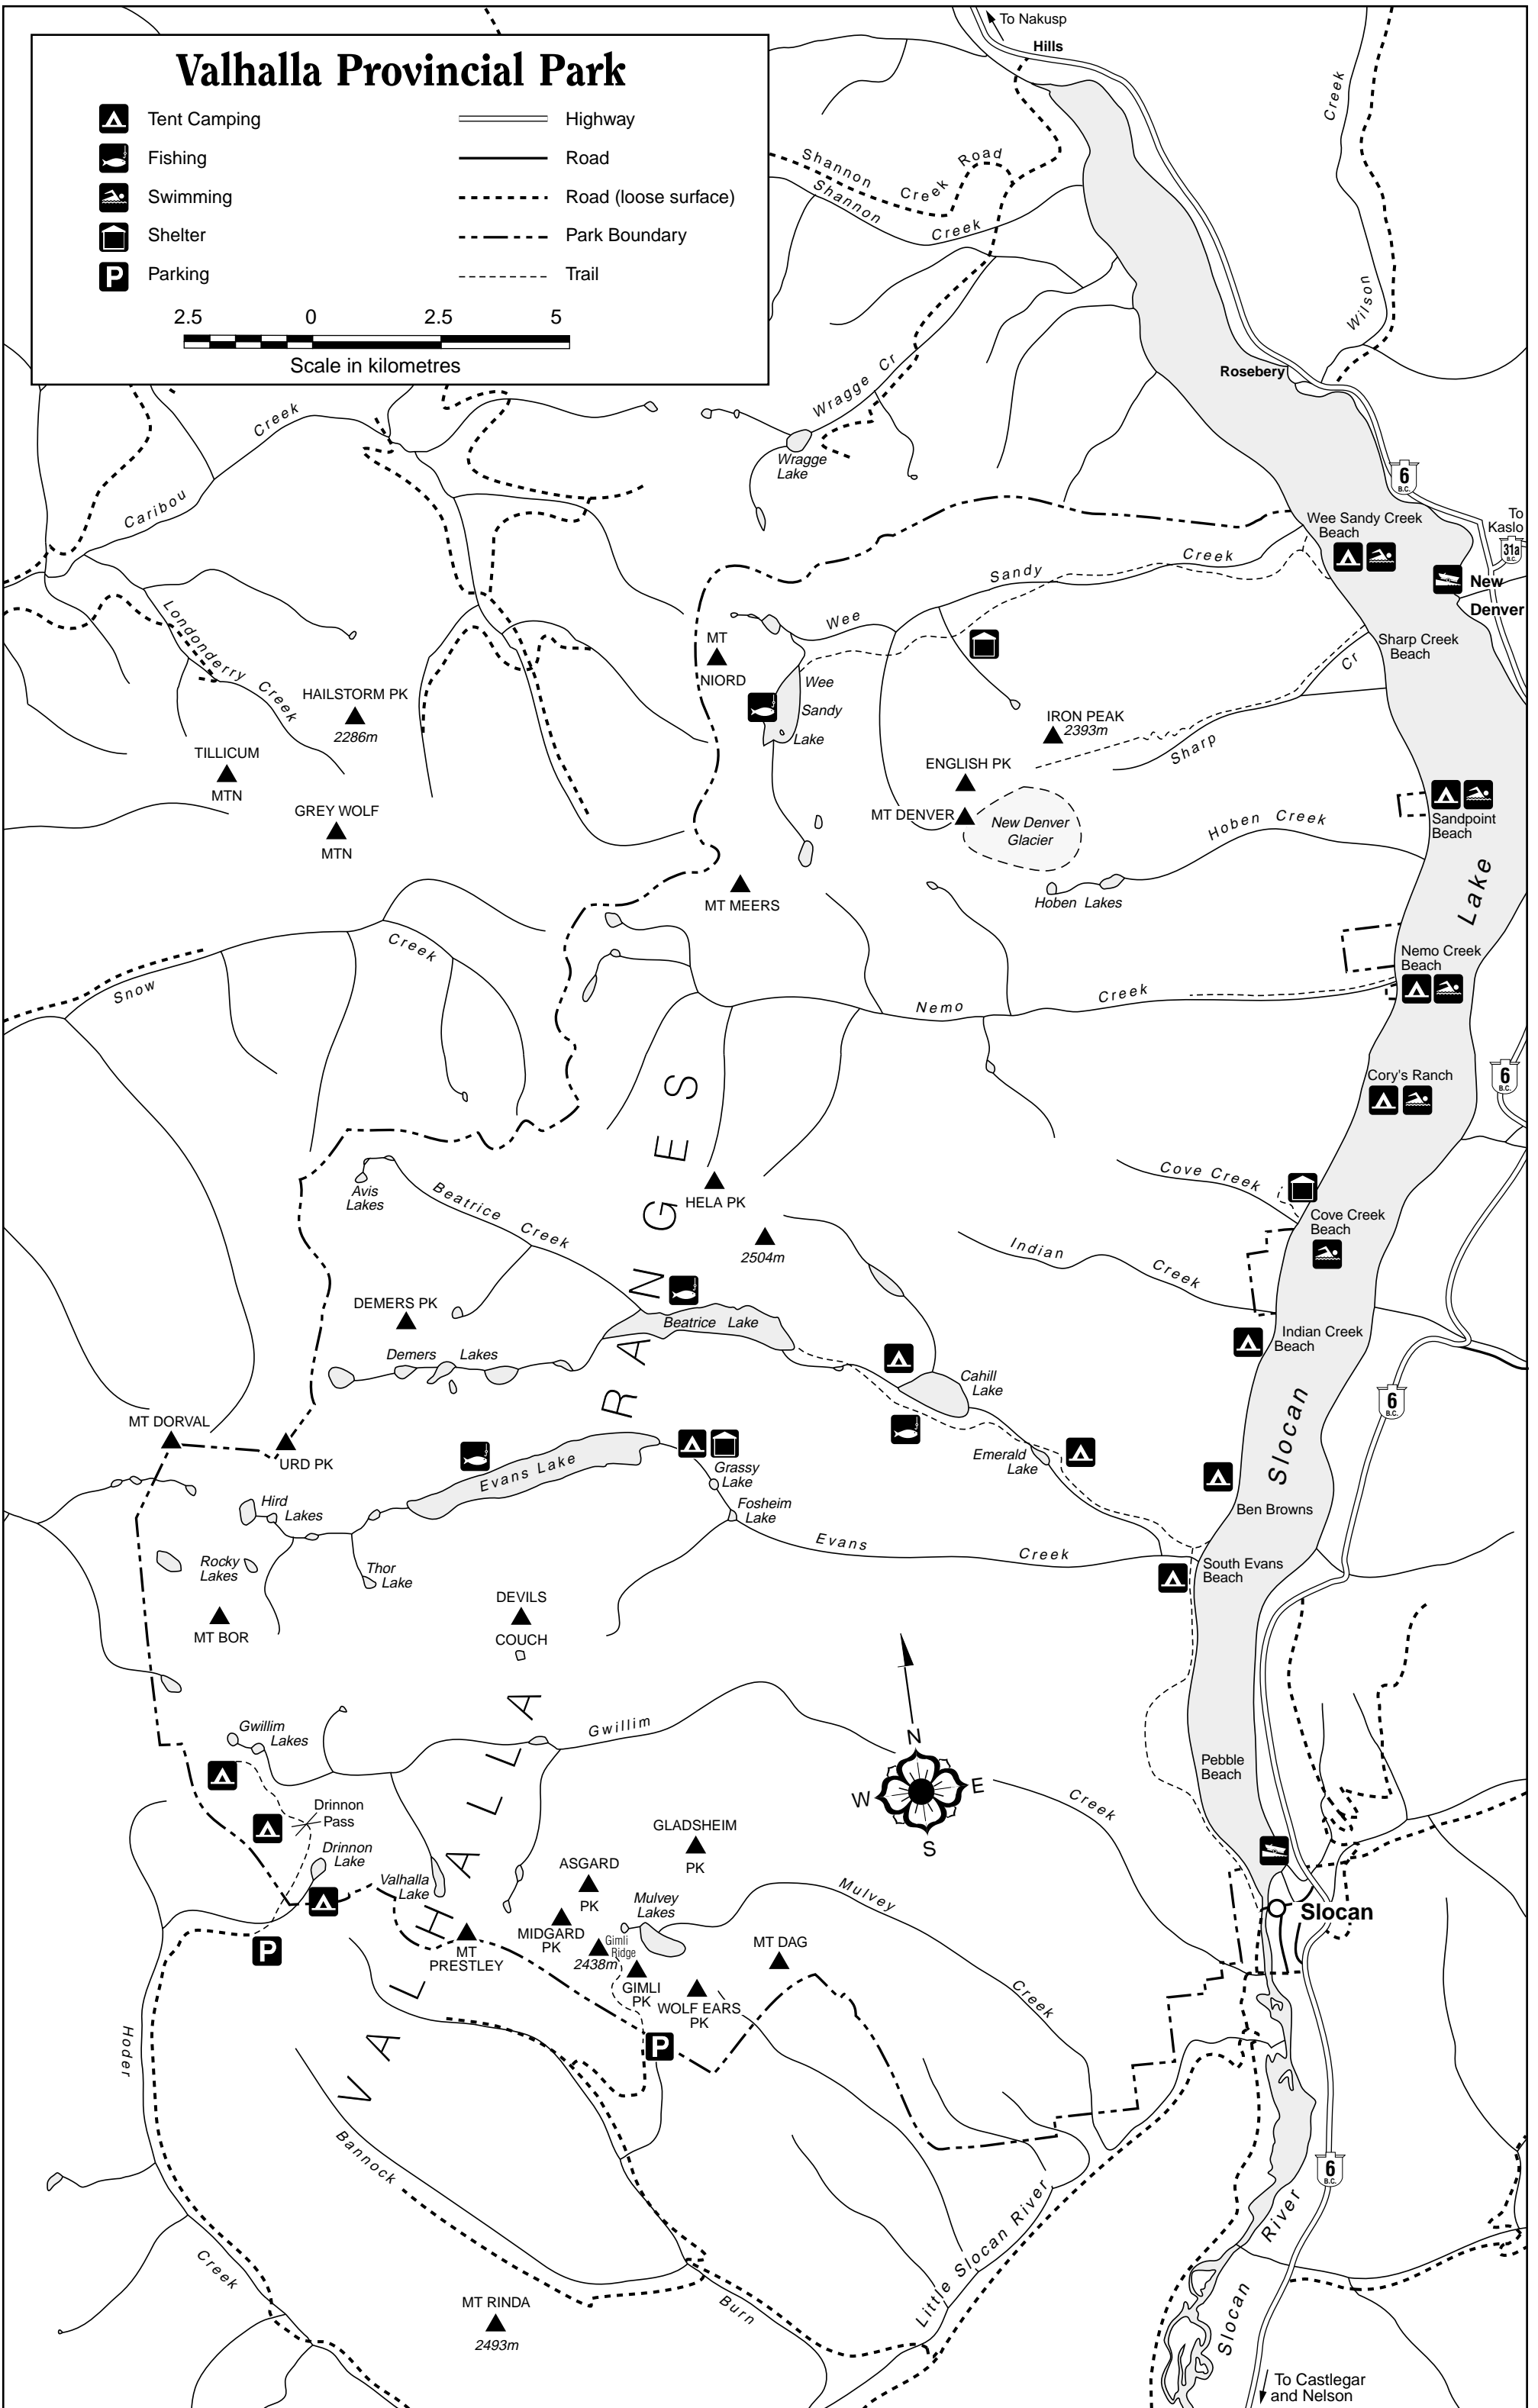 Valhalla Provincial Park
Tent Camping
Fishing
Swimming
Shelter
P Parking
Highway
Road
Road (loose surface)
Park Boundary
Trail
2.5 0 2.5 5
Scale in kilometres
To Nakusp
Hills
Creek
Wilson
Shannon Creek Road
Shannon Creek
Rosebery
Wragge Cr
Wragge
Lake
Caribou Creek
6
B.C.
To
Kaslo
31a
B.C.
New
Denver
Wee Sandy Creek
Beach
Wee Sandy Creek
Londonderry Creek
MT
NIORD
Wee
Sandy
Lake
Sharp Creek
Beach
Sharp Cr
HAILSTORM PK
2286m
TILLICUM
MTN
GREY WOLF
MTN
IRON PEAK
2393m
ENGLISH PK
MT DENVER
New Denver
Glacier
Sandpoint
Beach
Hoben Creek
Hoben Lakes
MT MEERS
Snow Creek
Nemo Creek
Nemo Creek
Beach
Slocan Lake
Cory's Ranch
6
B.C.
Cove Creek
Cove Creek
Beach
Indian Creek
Indian Creek
Beach
Avis
Lakes
Beatrice Creek
HELA PK
2504m
DEMERS PK
Demers Lakes
Beatrice Lake
Cahill
Lake
Emerald
Lake
6
B.C.
Ben Browns
MT DORVAL
URD PK
Evans Lake
Grassy
Lake
Fosheim
Lake
Hird
Lakes
Rocky
Lakes
Thor
Lake
Evans Creek
South Evans
Beach
MT BOR
DEVILS
COUCH
VALHALLA RANGES
Gwillim
Lakes
Gwillim Creek
N
W E
S
Pebble
Beach
Drinnon
Pass
Drinnon
Lake
Valhalla
Lake
GLADSHEIM
PK
ASGARD
PK
MIDGARD
PK
Mulvey
Lakes
Mulvey Creek
Gimli
Ridge
2438m
GIMLI
PK
WOLF EARS
PK
MT DAG
MT
PRESTLEY
P
P
Slocan
Hoder Creek
Bannock Burn
Little Slocan River
Slocan River
6
B.C.
MT RINDA
2493m
To Castlegar
and Nelson